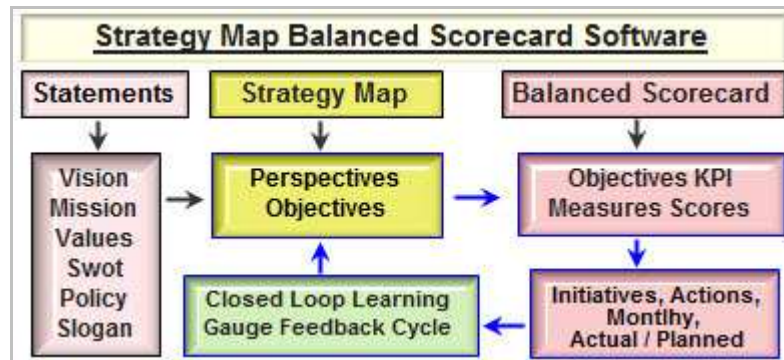 Strategy Map Balanced Scorecard Software
Statements
Strategy Map
Balanced Scorecard
Vision
Mission
Values
Swot
Policy
Slogan
Perspectives
Objectives
Objectives KPI
Measures Scores
Closed Loop Learning
Gauge Feedback Cycle
Initiatives, Actions,
Montlhy,
Actual / Planned